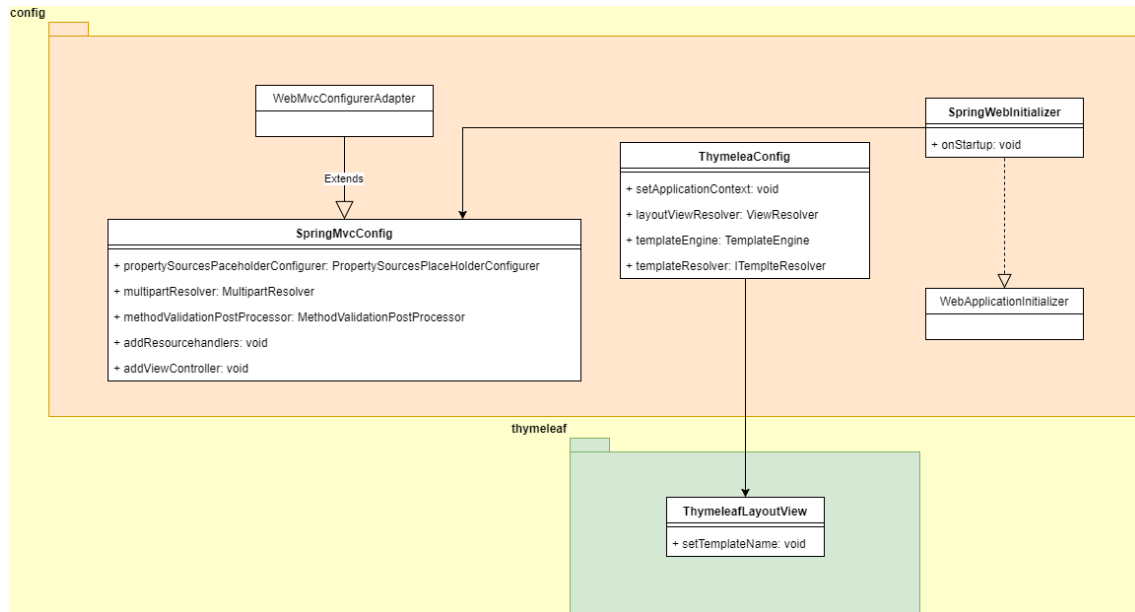 config
WebMvcConfigurerAdapter
Extends
SpringMvcConfig
+ propertySourcesPaceholderConfigurer: PropertySourcesPlaceHolderConfigurer
+ multipartResolver: MultipartResolver
+ methodValidationPostProcessor: MethodValidationPostProcessor
+ addResourcehandlers: void
+ addViewController: void
ThymeleaConfig
+ setApplicationContext: void
+ layoutViewResolver: ViewResolver
+ templateEngine: TemplateEngine
+ templateResolver: ITemplteResolver
SpringWebInitializer
+ onStartup: void
WebApplicationInitializer
thymeleaf
ThymeleafLayoutView
+ setTemplateName: void